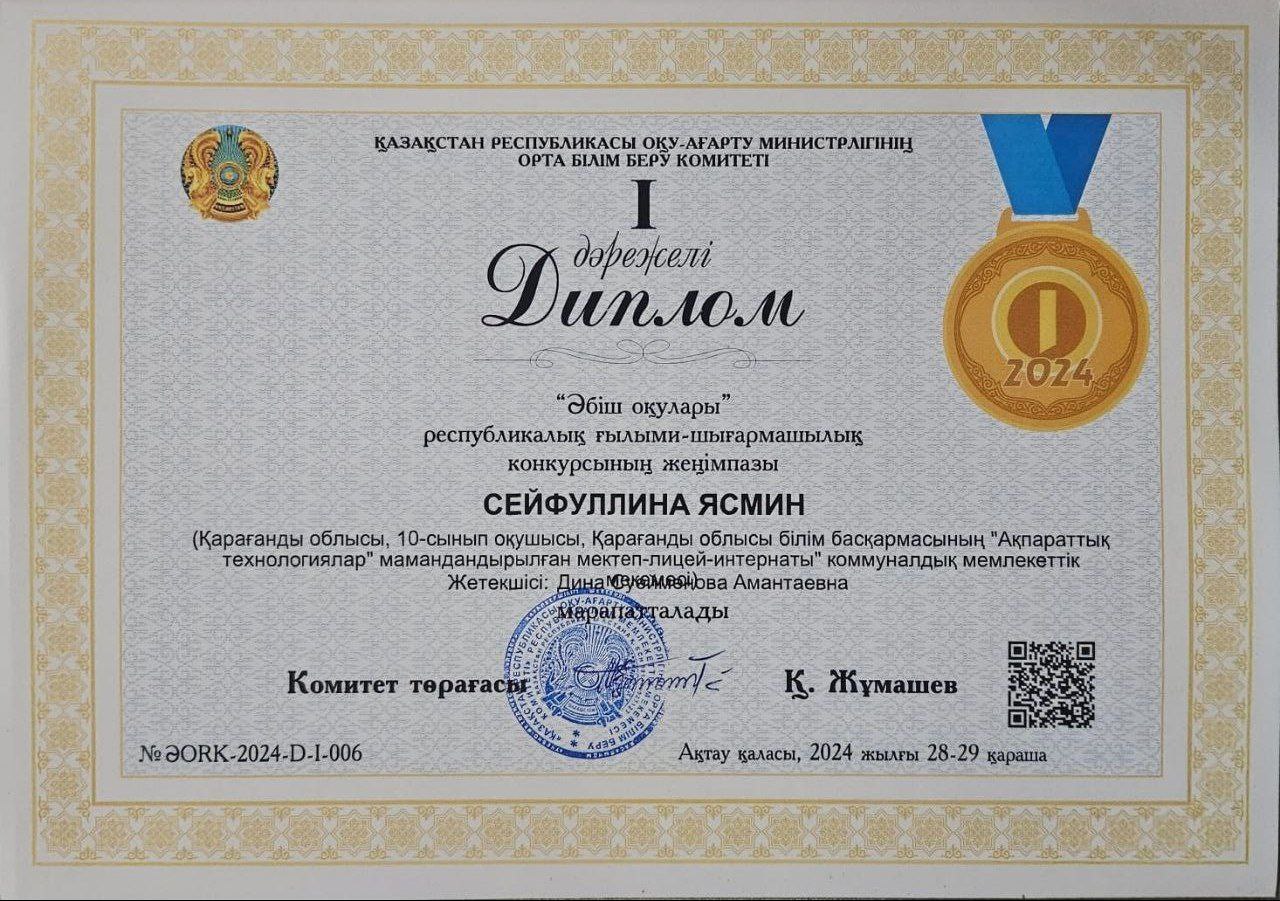 ҚАЗАҚСТАН РЕСПУБЛИКАСЫ ОҚУ-АҒАРТУ МИНИСТРЛІГІНІҢ
ОРТА БІЛІМ БЕРУ КОМИТЕТІ
I
дәрежелі
Диплом
2024
“Әбіш оқулары”
республикалық ғылыми-шығармашылық
конкурсының жеңімпазы
СЕЙФУЛЛИНА ЯСМИН
(Қарағанды облысы, 10-сынып оқушысы, Қарағанды облысы білім басқармасының "Ақпараттық
технологиялар" мамандандырылған мектеп-лицей-интернаты" коммуналдық мемлекеттік
мекемесі)
Жетекшісі: Дина Амантаевна
марапатталады
Комитет төрағасы
Қ. Жұмашев
№ ӘORK-2024-D-I-006
Ақтау қаласы, 2024 жылғы 28-29 қараша